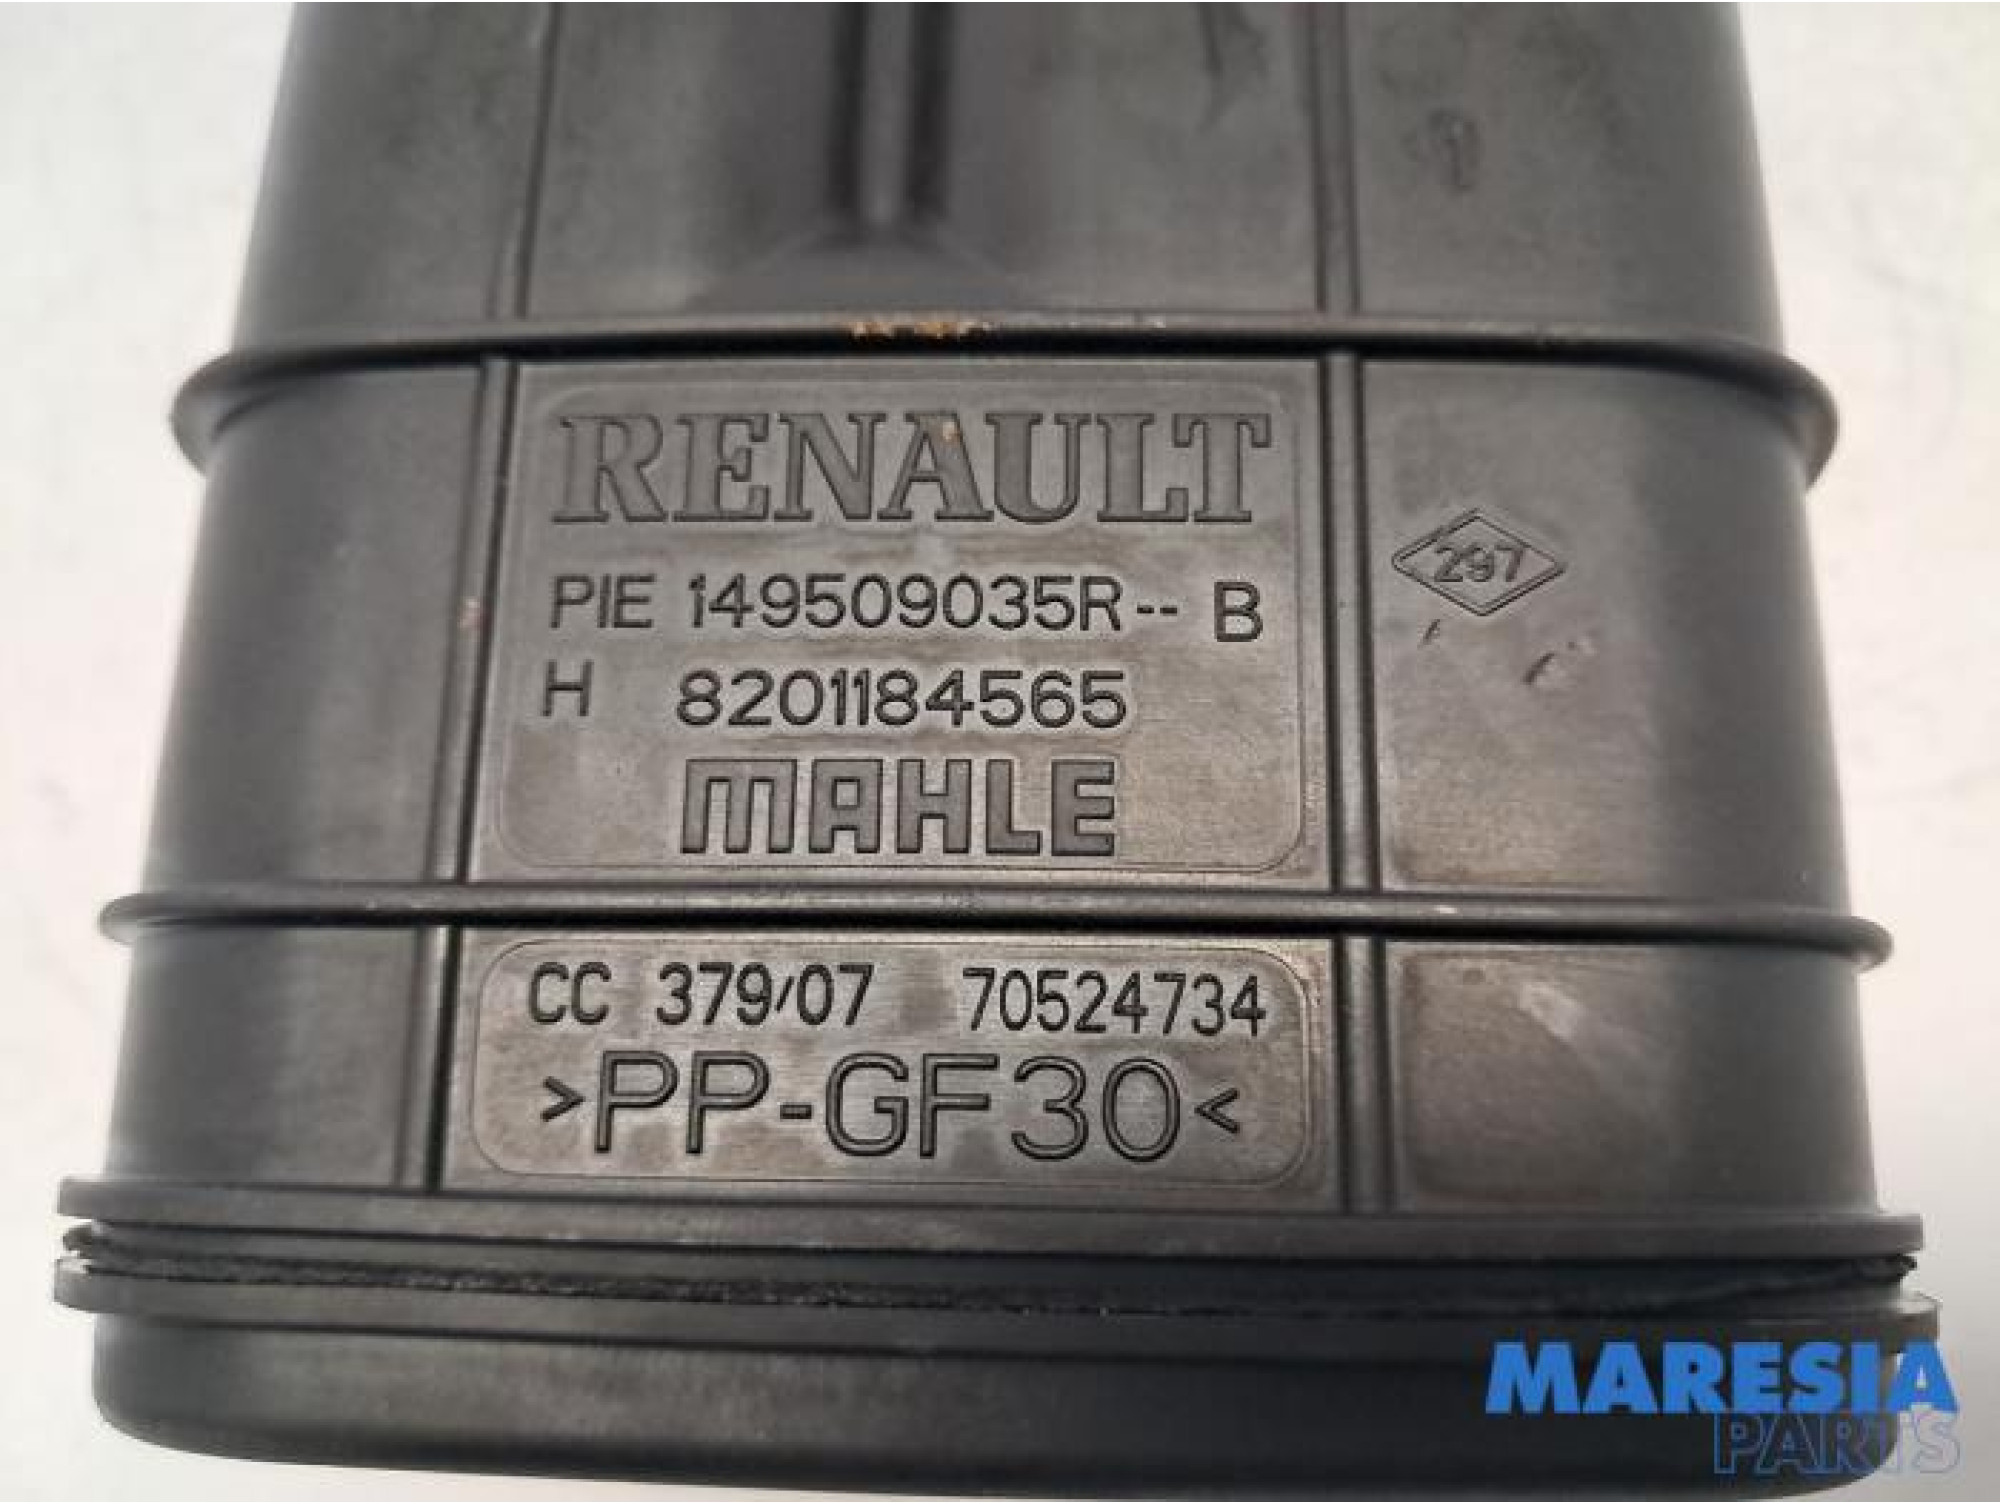 RENAULT
PIE 149509035R-- B
297
H 8201184565
MAHLE
CC 379/07 70524734
>PP-GF30<
MARESIA
PARTS